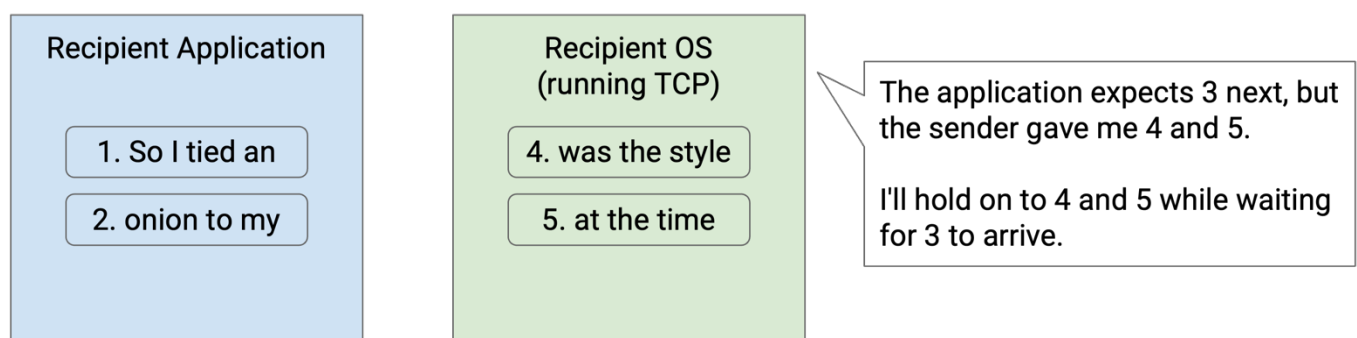 Recipient Application
1. So I tied an
2. onion to my
Recipient OS
(running TCP)
4. was the style
5. at the time
The application expects 3 next, but
the sender gave me 4 and 5.
I'll hold on to 4 and 5 while waiting
for 3 to arrive.